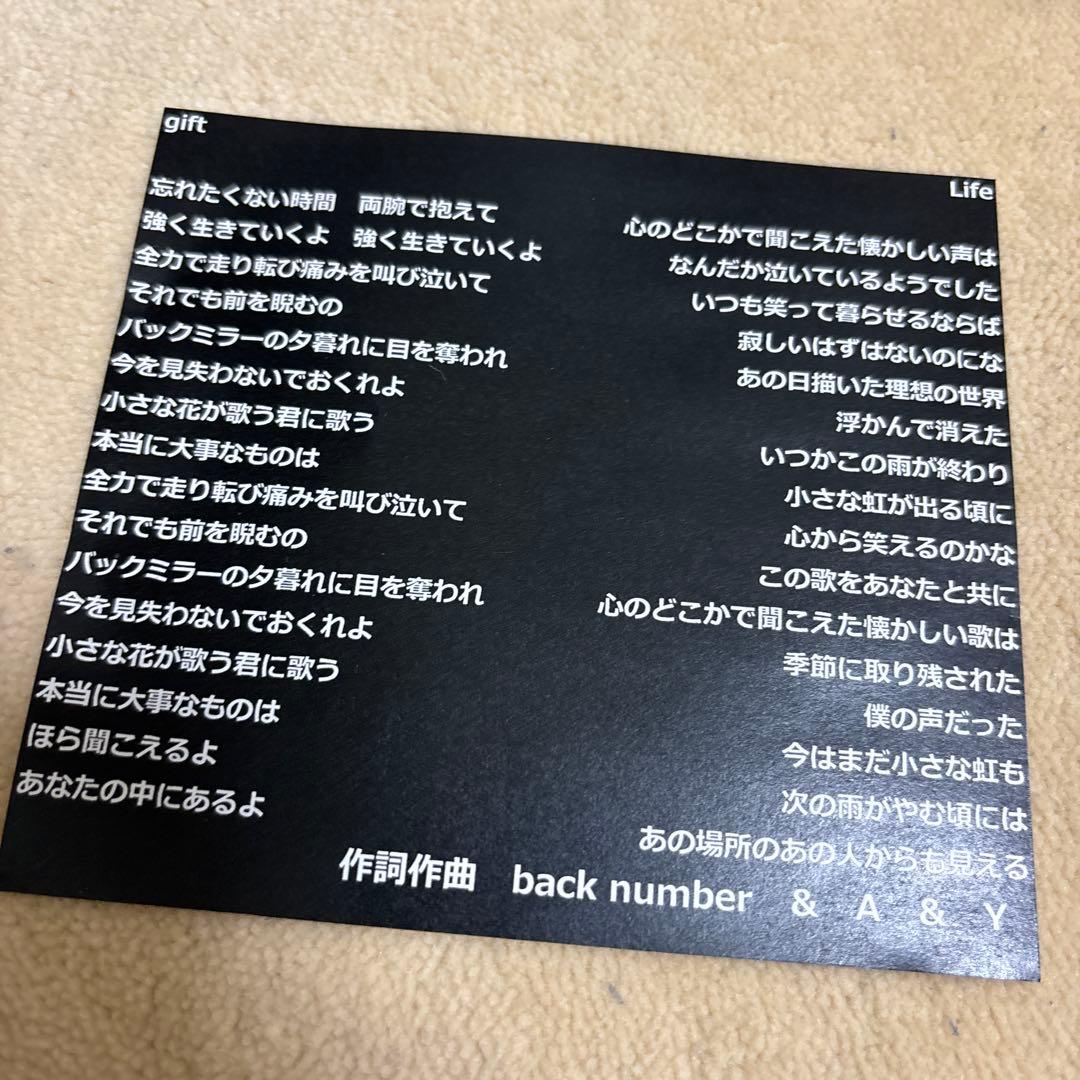 gift
忘れたくない時間　両腕で抱えて
強く生きていくよ　強く生きていくよ
全力で走り転び痛みを叫び泣いて
それでも前を睨むの
バックミラーの夕暮れに目を奪われ
今を見失わないでおくれよ
小さな花が歌う君に歌う
本当に大事なものは
全力で走り転び痛みを叫び泣いて
それでも前を睨むの
バックミラーの夕暮れに目を奪われ
今を見失わないでおくれよ
小さな花が歌う君に歌う
本当に大事なものは
ほら聞こえるよ
あなたの中にあるよ
Life
心のどこかで聞こえた懐かしい声は
なんだか泣いているようでした
いつも笑って暮らせるならば
寂しいはずはないのにな
あの日描いた理想の世界
浮かんで消えた
いつかこの雨が終わり
小さな虹が出る頃に
心から笑えるのかな
この歌をあなたと共に
心のどこかで聞こえた懐かしい歌は
季節に取り残された
僕の声だった
今はまだ小さな虹も
次の雨がやむ頃には
あの場所のあの人からも見える
作詞作曲　back number　&　A　&　Y